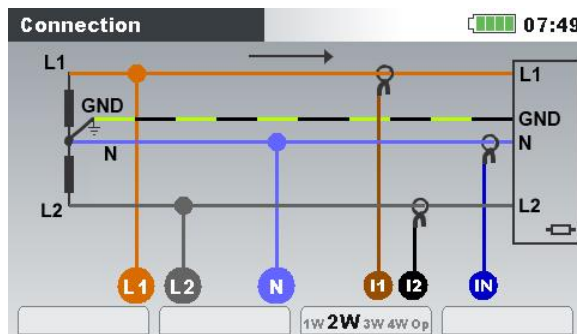 Connection 07:49
L1 L1
GND GND
N N
L2 L2
L1 L2 N I1 I2 IN
1W 2W 3W 4W Op